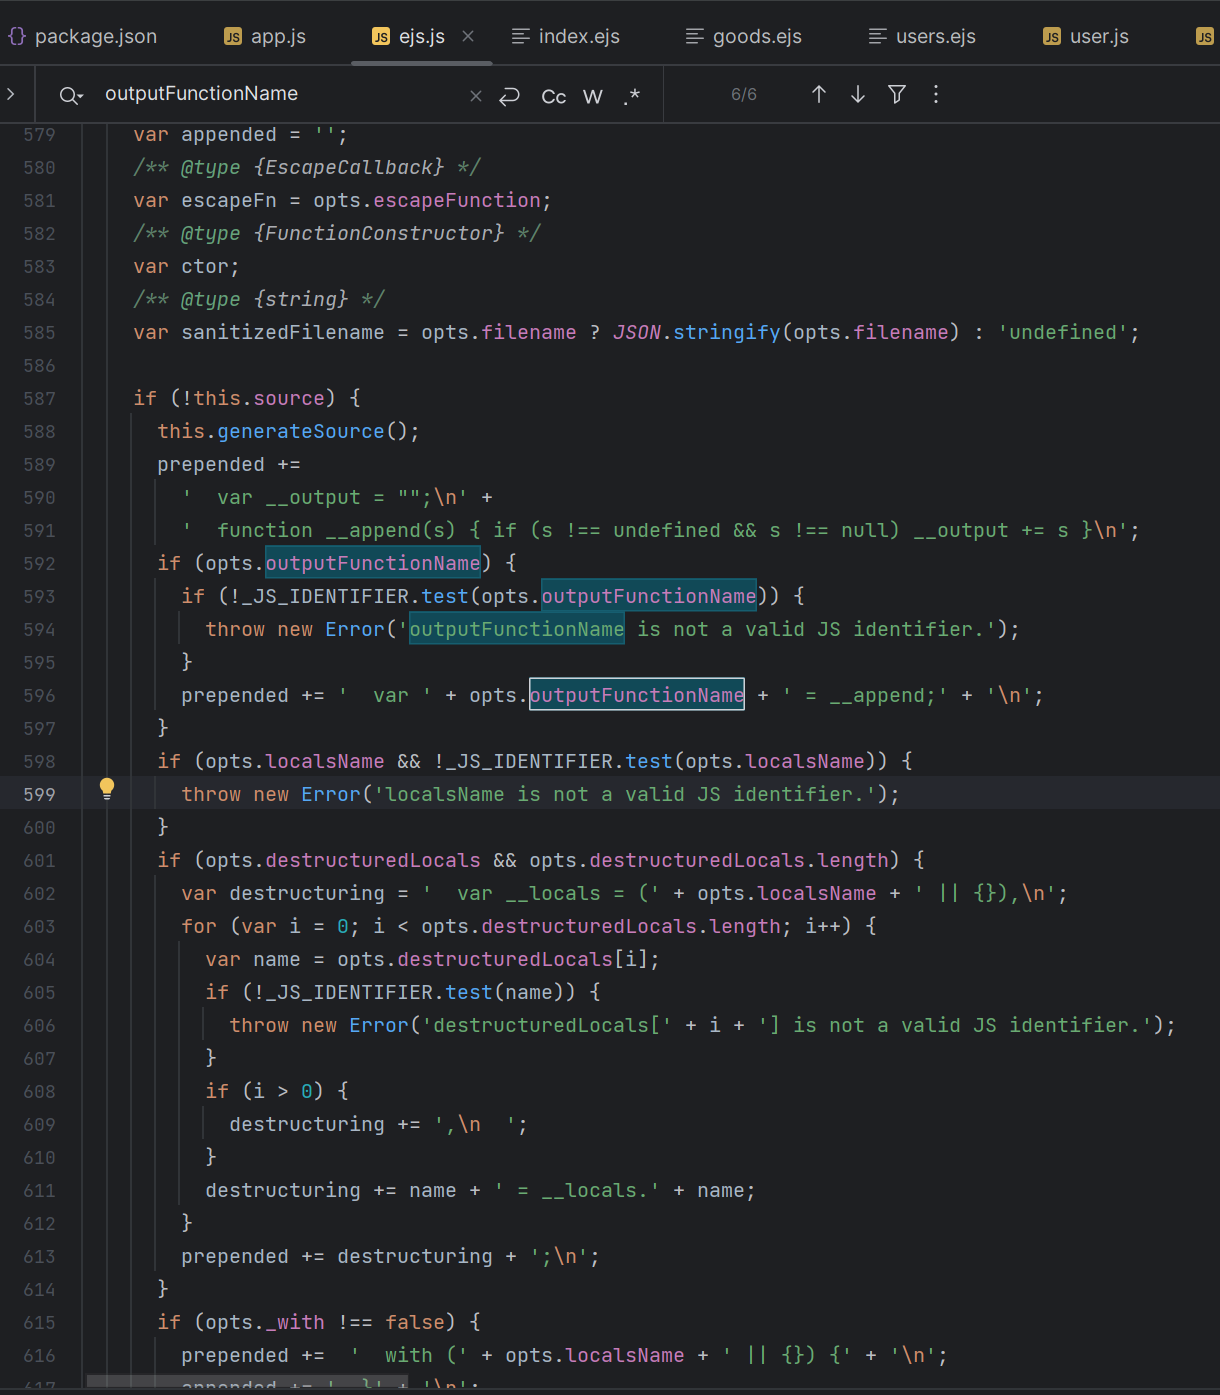 {} package.json JS app.js JS ejs.js × index.ejs goods.ejs users.ejs JS user.js JS
outputFunctionName × Cc W .* 6/6
579 var appended = '';
580 /** @type {EscapeCallback} */
581 var escapeFn = opts.escapeFunction;
582 /** @type {FunctionConstructor} */
583 var ctor;
584 /** @type {string} */
585 var sanitizedFilename = opts.filename ? JSON.stringify(opts.filename) : 'undefined';
586
587 if (!this.source) {
588 this.generateSource();
589 prepended +=
590 '  var __output = "";\n' +
591 '  function __append(s) { if (s !== undefined && s !== null) __output += s }\n';
592 if (opts.outputFunctionName) {
593 if (!_JS_IDENTIFIER.test(opts.outputFunctionName)) {
594 throw new Error('outputFunctionName is not a valid JS identifier.');
595 }
596 prepended += '  var ' + opts.outputFunctionName + ' = __append;' + '\n';
597 }
598 if (opts.localsName && !_JS_IDENTIFIER.test(opts.localsName)) {
599 throw new Error('localsName is not a valid JS identifier.');
600 }
601 if (opts.destructuredLocals && opts.destructuredLocals.length) {
602 var destructuring = '  var __locals = (' + opts.localsName + ' || {}),\n';
603 for (var i = 0; i < opts.destructuredLocals.length; i++) {
604 var name = opts.destructuredLocals[i];
605 if (!_JS_IDENTIFIER.test(name)) {
606 throw new Error('destructuredLocals[' + i + '] is not a valid JS identifier.');
607 }
608 if (i > 0) {
609 destructuring += ',\n  ';
610 }
611 destructuring += name + ' = __locals.' + name;
612 }
613 prepended += destructuring + ';\n';
614 }
615 if (opts._with !== false) {
616 prepended +=  '  with (' + opts.localsName + ' || {}) {' + '\n';
617 appended += '  }' + '\n';